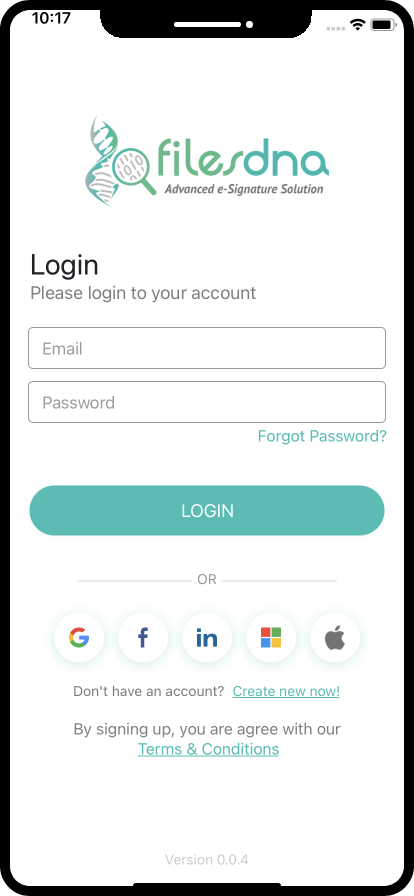 10:17
filesdna
Advanced e-Signature Solution
Login
Please login to your account
Email
Password
Forgot Password?
LOGIN
OR
Don't have an account? Create new now!
By signing up, you are agree with our
Terms & Conditions
Version 0.0.4